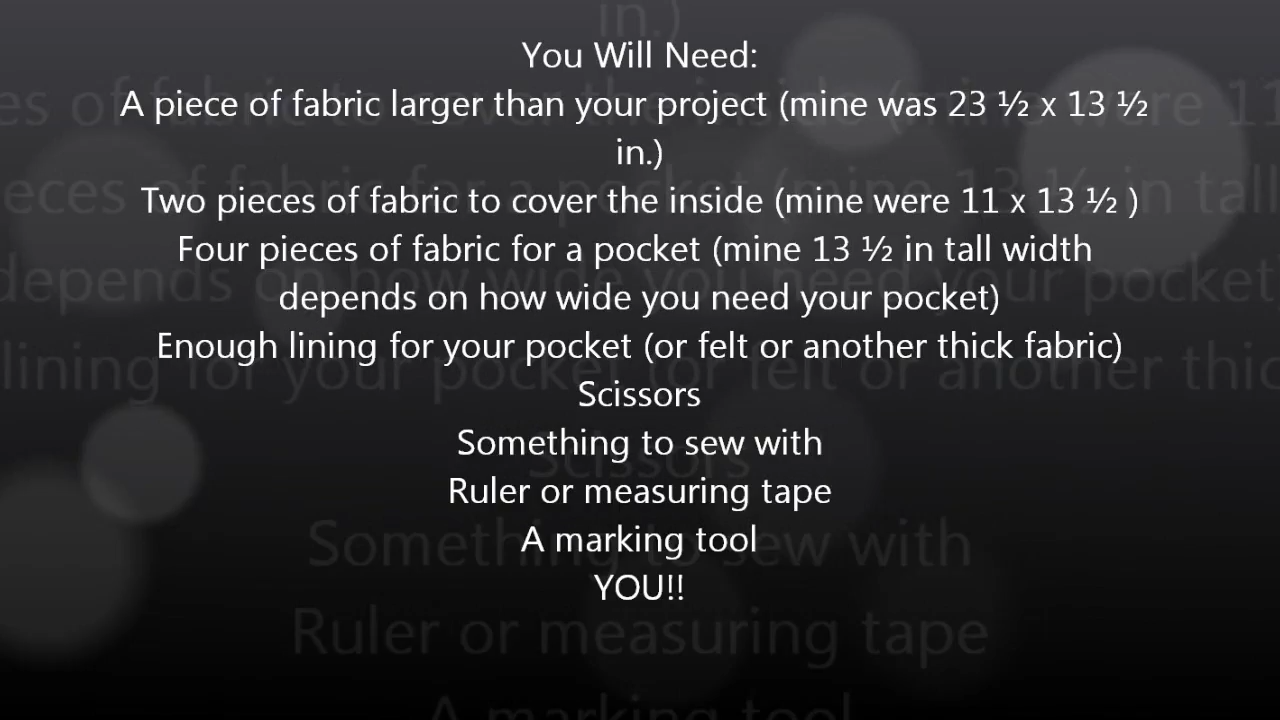 You Will Need:
A piece of fabric larger than your project (mine was 23 ½ x 13 ½
in.)
Two pieces of fabric to cover the inside (mine were 11 x 13 ½ )
Four pieces of fabric for a pocket (mine 13 ½ in tall width
depends on how wide you need your pocket)
Enough lining for your pocket (or felt or another thick fabric)
Scissors
Something to sew with
Ruler or measuring tape
A marking tool
YOU!!